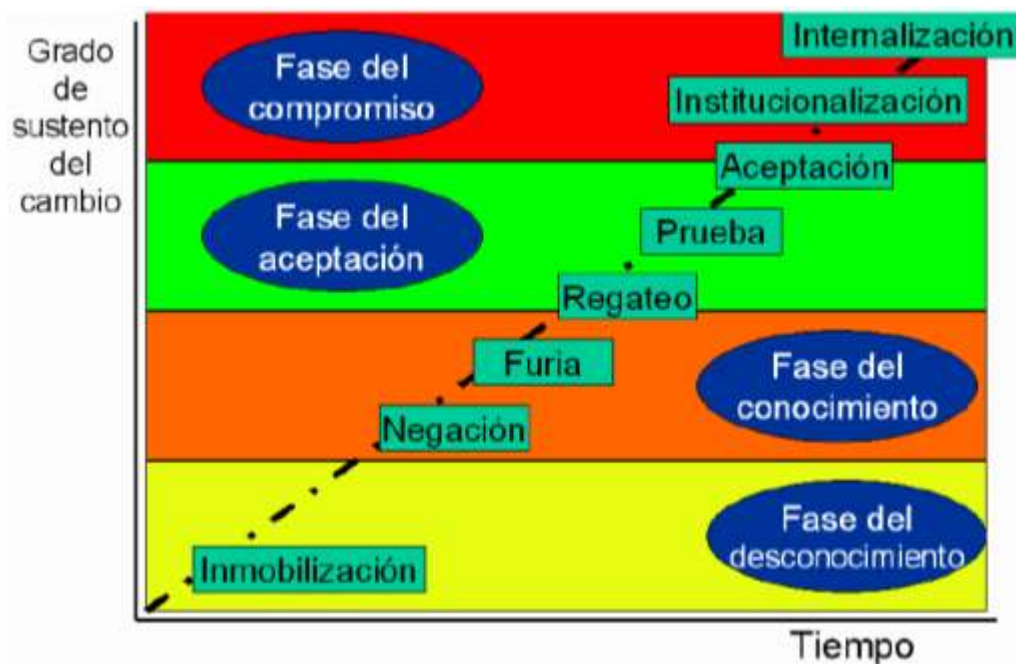 Grado
de
sustento
del
cambio
Fase del
compromiso
Internalización
Institucionalización
Aceptación
Fase del
aceptación
Prueba
Regateo
Furia
Fase del
conocimiento
Negación
Fase del
desconocimiento
Inmobilización
Tiempo